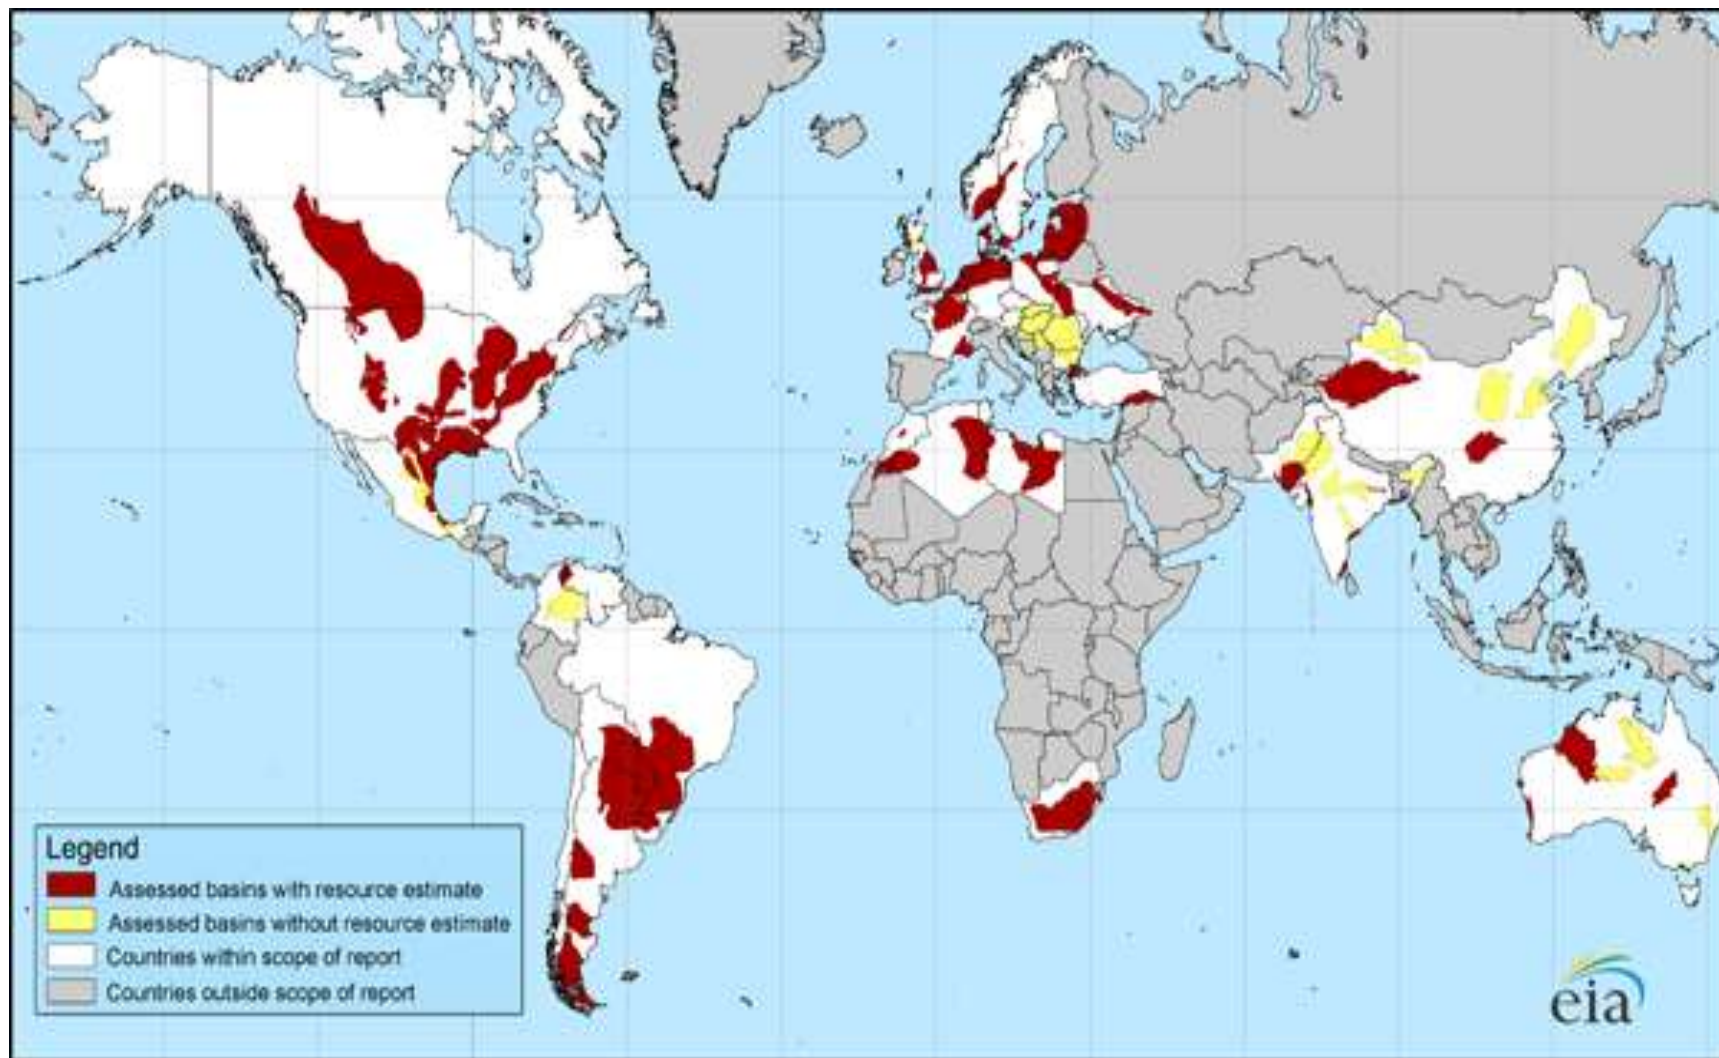 Legend
Assessed basins with resource estimate
Assessed basins without resource estimate
Countries within scope of report
Countries outside scope of report
eia